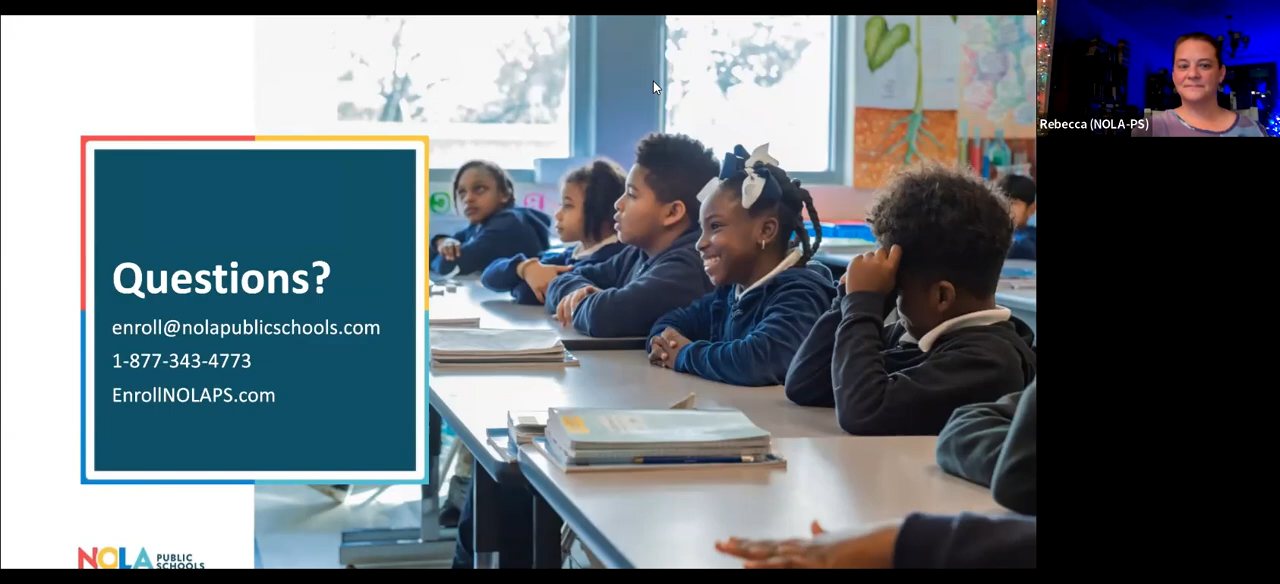 Questions?
enroll@nolapublicschools.com
1-877-343-4773
EnrollNOLAPS.com
NOLA PUBLIC
SCHOOLS
Rebecca (NOLA-PS)